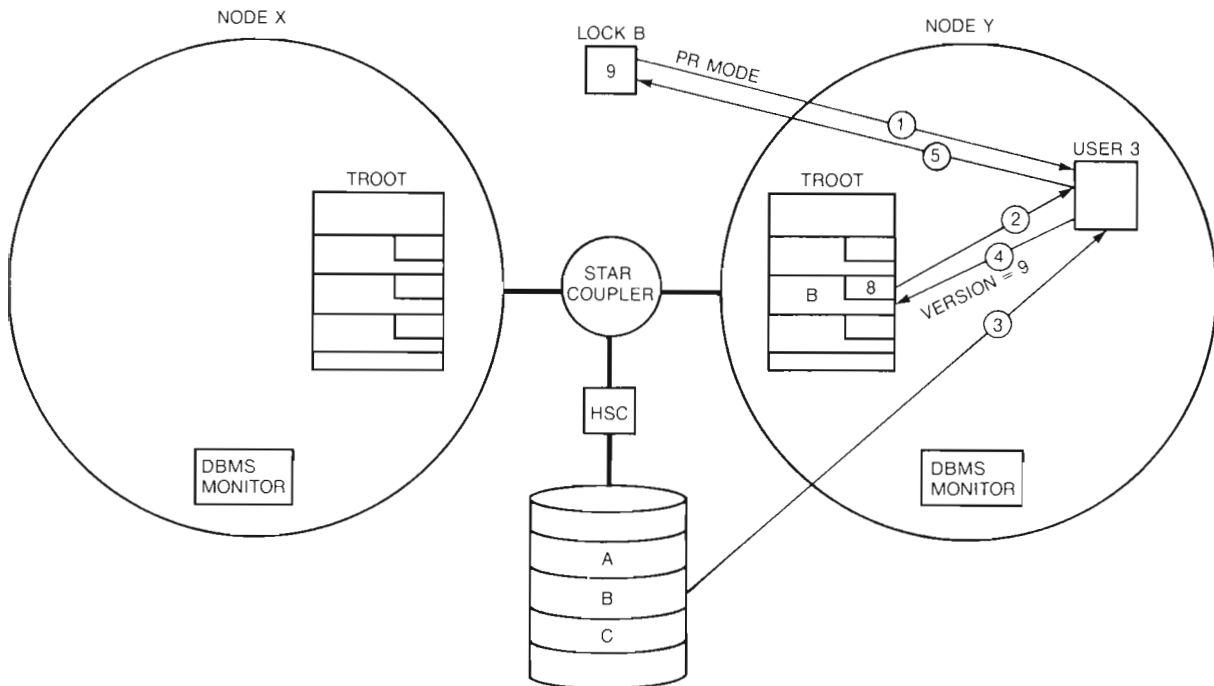 NODE X
LOCK B
9
NODE Y
PR MODE
1
5
USER 3
TROOT
TROOT
2
4
B
8
VERSION = 9
3
STAR
COUPLER
HSC
DBMS
MONITOR
DBMS
MONITOR
A
B
C